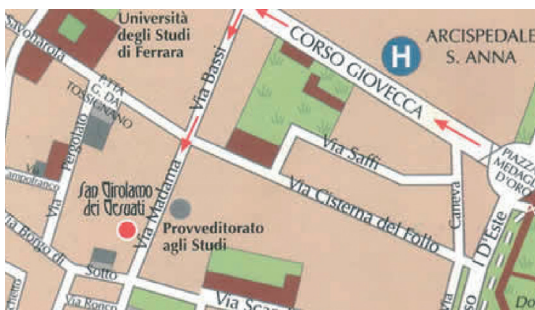 Università
degli Studi
di Ferrara
Savonarola
P.TTA
G. DA
TOSSIGNANO
Via Bassi
CORSO GIOVECCA
H
ARCISPEDALE
S. ANNA
PIAZZA
MEDAGLIE
D'ORO
Via Saffi
Caneva
Via Cisterna del Follo
Via Pergolato
Via
San Girolamo
dei Gesuati
Via Madama
Provveditorato
agli Studi
Via Borgo di
Sotto
Via Ronco
I D'Este
via